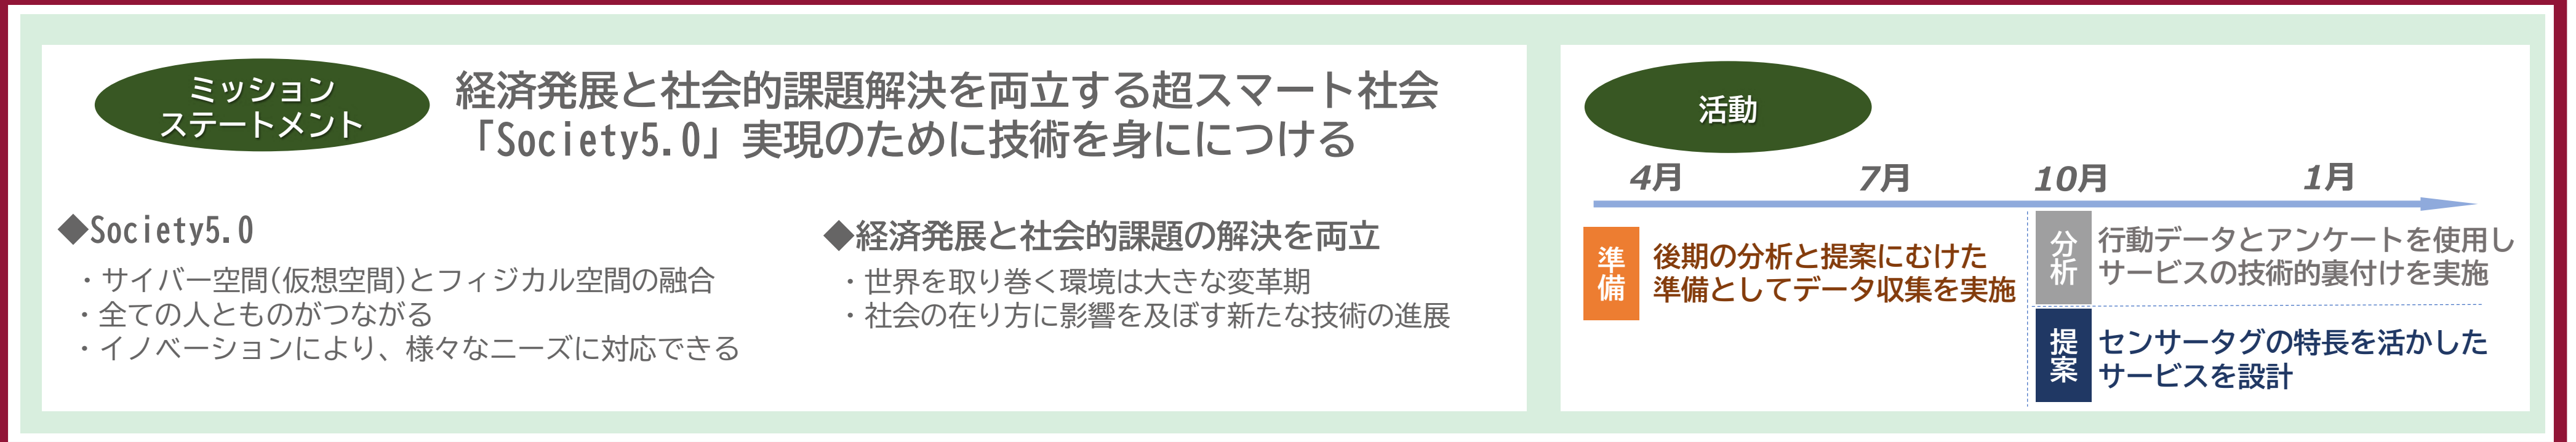 ミッション
ステートメント
経済発展と社会的課題解決を両立する超スマート社会
「Society5.0」実現のために技術を身ににつける
◆Society5.0
・サイバー空間(仮想空間)とフィジカル空間の融合
・全ての人とものがつながる
・イノベーションにより、様々なニーズに対応できる
◆経済発展と社会的課題の解決を両立
・世界を取り巻く環境は大きな変革期
・社会の在り方に影響を及ぼす新たな技術の進展
活動
4月 7月 10月 1月
準備
後期の分析と提案にむけた
準備としてデータ収集を実施
分析
行動データとアンケートを使用し
サービスの技術的裏付けを実施
提案
センサータグの特長を活かした
サービスを設計